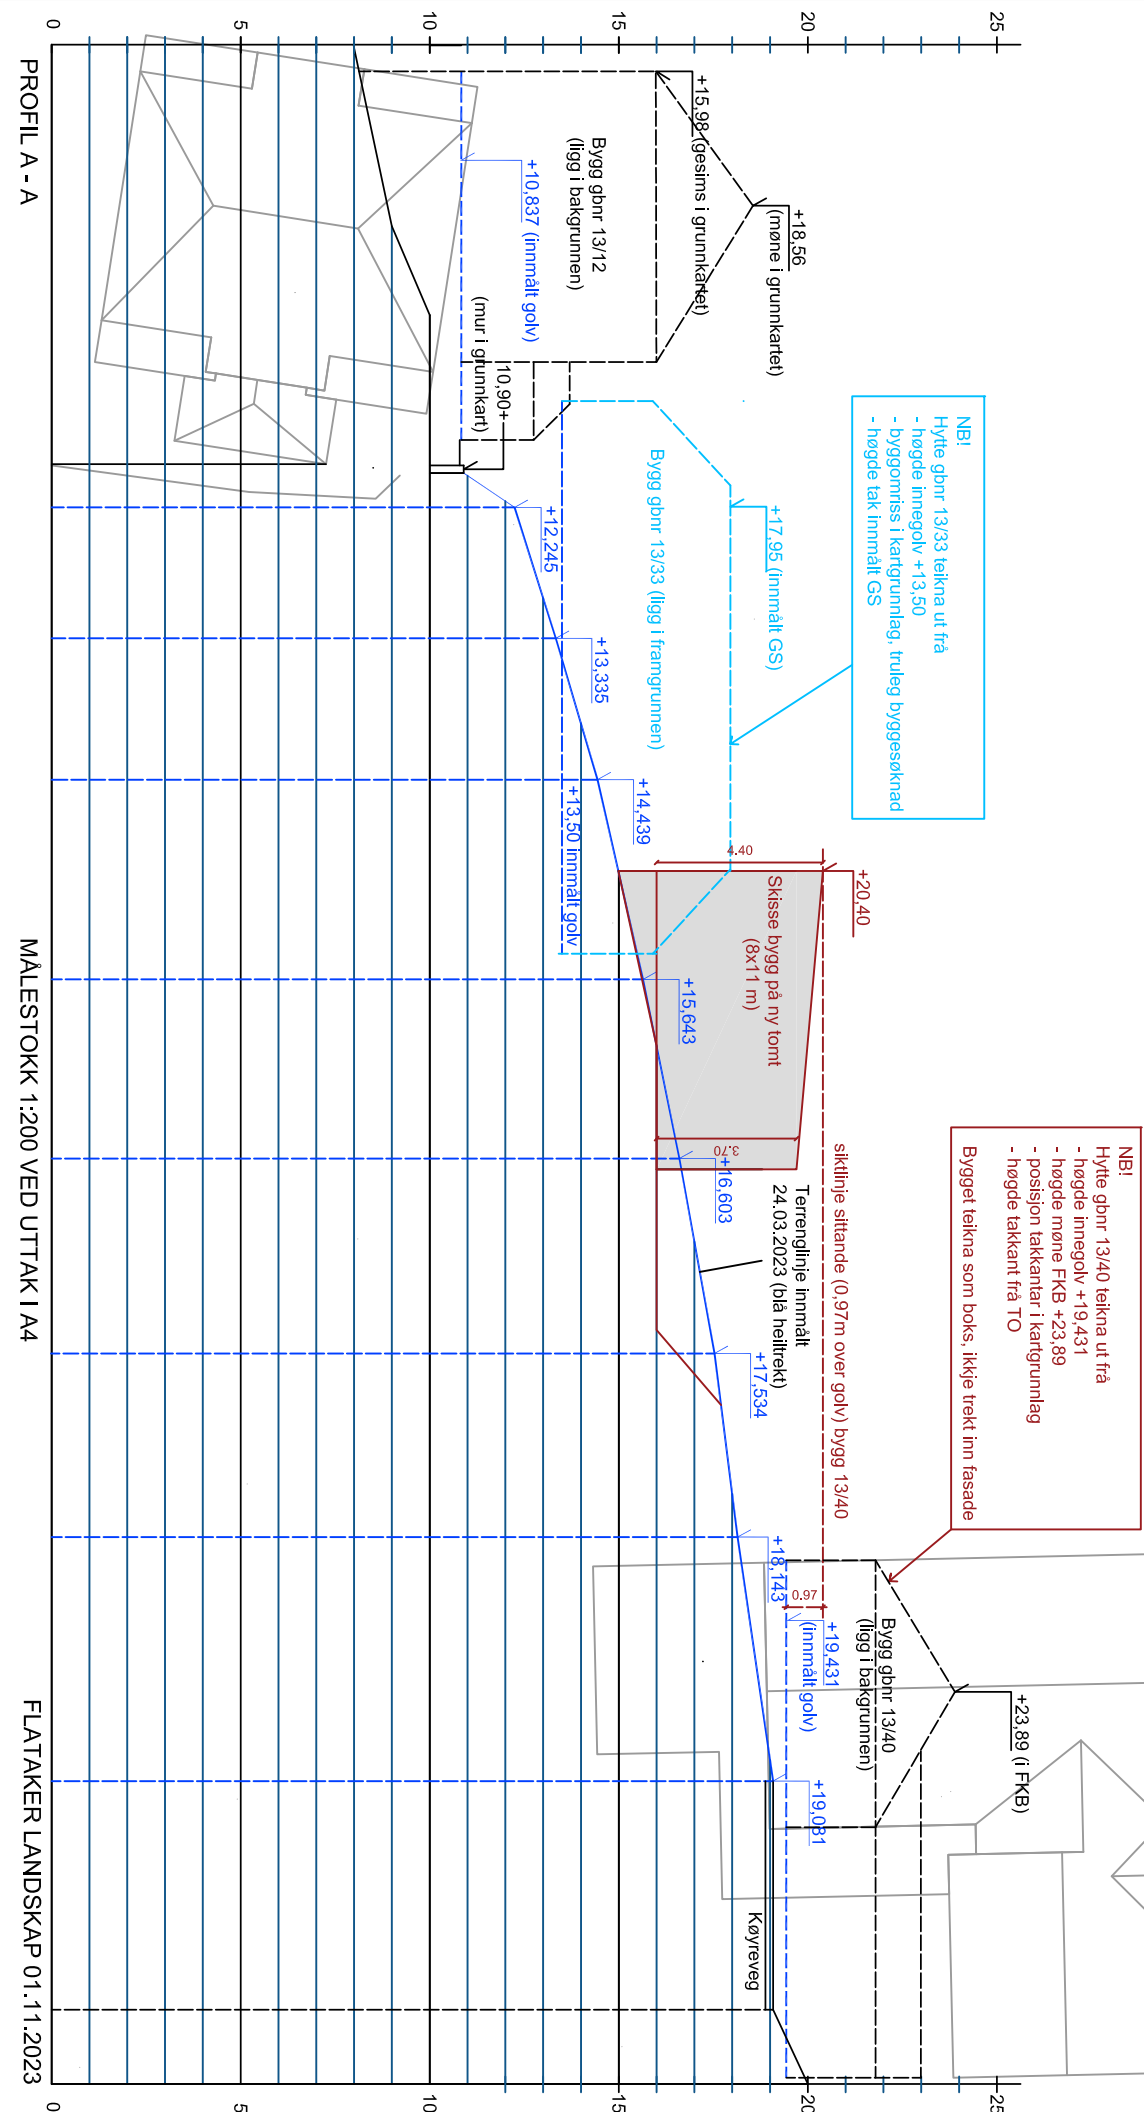 NB!
Hytte gbnr 13/40 teikna ut frå
- høgde innegolv +19,431
- høgde møne FKB +23,89
- posisjon takkantar i kartgrunnlag
- høgde takkant frå TO
Bygget teikna som boks, ikkje trekt inn fasade
NB!
Hytte gbnr 13/33 teikna ut frå
- høgde innegolv +13,50
- byggomriss i kartgrunnlag, truleg byggesøknad
- høgde tak innmålt GS
25
20
15
10
5
0
+18,56
(møne i grunnkartet)
+15,98 (gesims i grunnkartet)
Bygg gbnr 13/12
(ligg i bakgrunnen)
+10,837 (innmålt golv)
10,90+
(mur i grunnkart)
+17,95 (innmålt GS)
Bygg gbnr 13/33 (ligg i framgrunnen)
+13,50 innmålt golv
+12,245
+13,335
+14,439
+15,643
+16,603
+17,534
+18,143
+19,081
+20,40
4.40
Skisse bygg på ny tomt
(8x11 m)
3.70
siktlinje sittande (0,97m over golv) bygg 13/40
Terrenglinje innmålt
24.03.2023 (blå heiltrekt)
+23,89 (i FKB)
Bygg gbnr 13/40
(ligg i bakgrunnen)
0.97
+19,431
(innmålt golv)
Køyreveg
25
20
15
10
5
0
PROFIL A - A
MÅLESTOKK 1:200 VED UTTAK I A4
FLATAKER LANDSKAP 01.11.2023